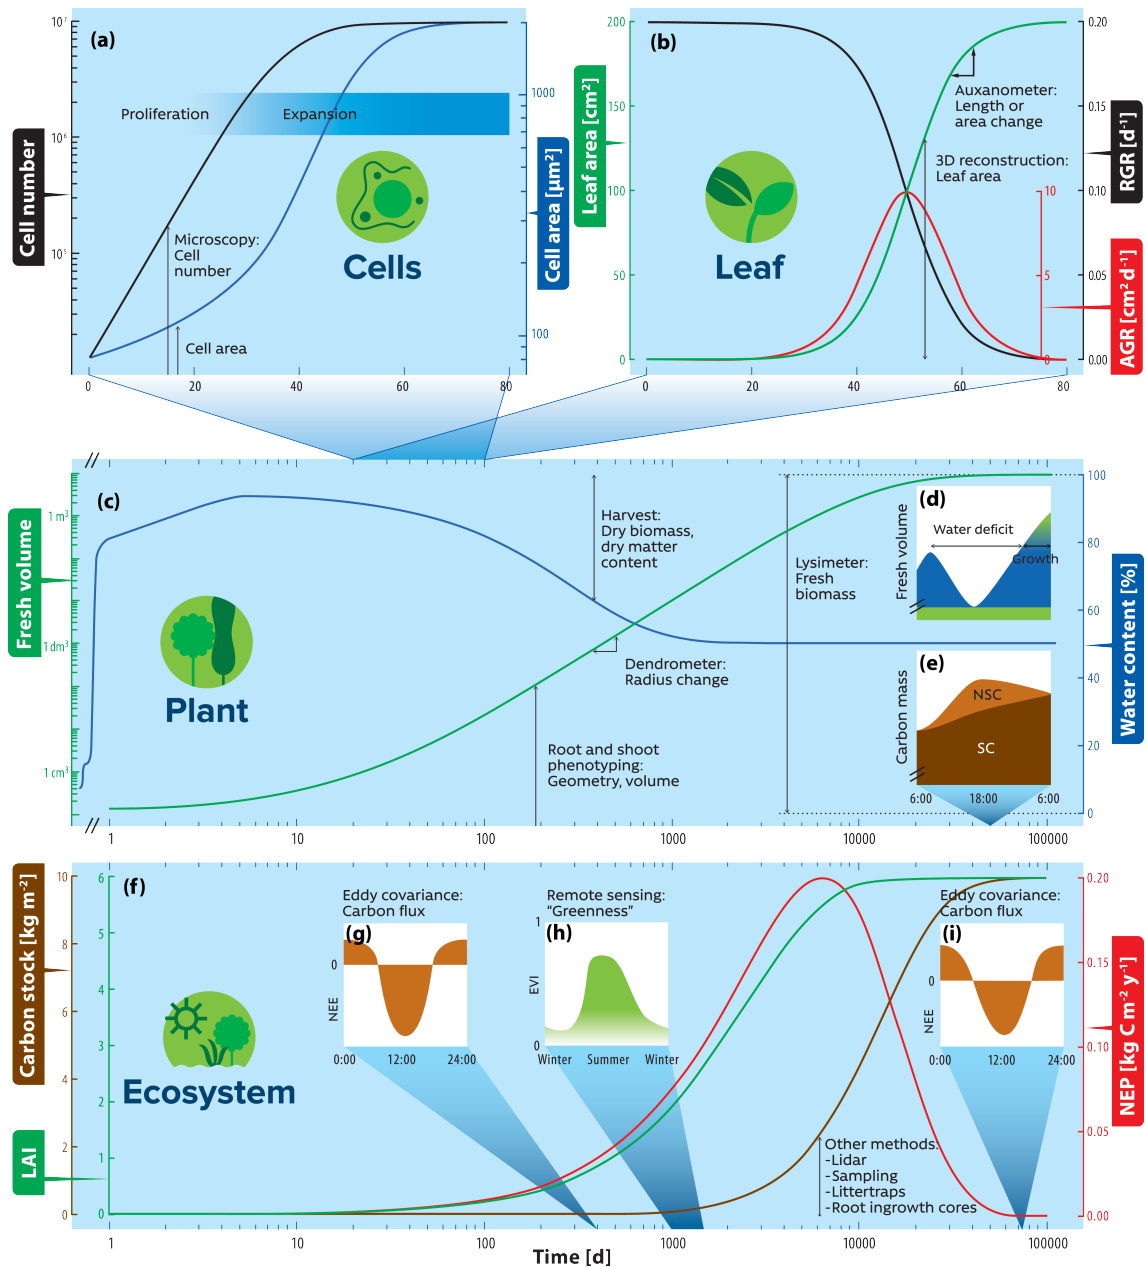 (a)
Cell number
10⁷
10⁶
10⁵
Proliferation
Expansion
Microscopy:
Cell
number
Cell area
Cells
1000
100
Cell area [µm²]
0
20
40
60
80
(b)
Leaf area [cm²]
200
150
100
50
0
Auxanometer:
Length or
area change
3D reconstruction:
Leaf area
Leaf
10
5
0
0.20
0.15
0.10
0.05
0.00
RGR [d⁻¹]
AGR [cm² d⁻¹]
0
20
40
60
80
(c)
Fresh volume
1 m³
1 dm³
1 cm³
Plant
Harvest:
Dry biomass,
dry matter
content
Lysimeter:
Fresh
biomass
Dendrometer:
Radius change
Root and shoot
phenotyping:
Geometry, volume
(d)
Fresh volume
Water deficit
Growth
(e)
Carbon mass
NSC
SC
6:00
18:00
6:00
100
80
60
40
20
0
Water content [%]
1
10
100
1000
10000
100000
(f)
Carbon stock [kg m⁻²]
10
8
6
4
2
0
LAI
6
5
4
3
2
1
0
Ecosystem
Eddy covariance:
Carbon flux
(g)
0
NEE
0:00
12:00
24:00
Remote sensing:
“Greenness”
(h)
1
EVI
0
Winter
Summer
Winter
Eddy covariance:
Carbon flux
(i)
0
NEE
0:00
12:00
24:00
Other methods:
-Lidar
-Sampling
-Littertraps
-Root ingrowth cores
0.20
0.15
0.10
0.05
0.00
NEP [kg C m⁻² y⁻¹]
1
10
100
1000
10000
100000
Time [d]